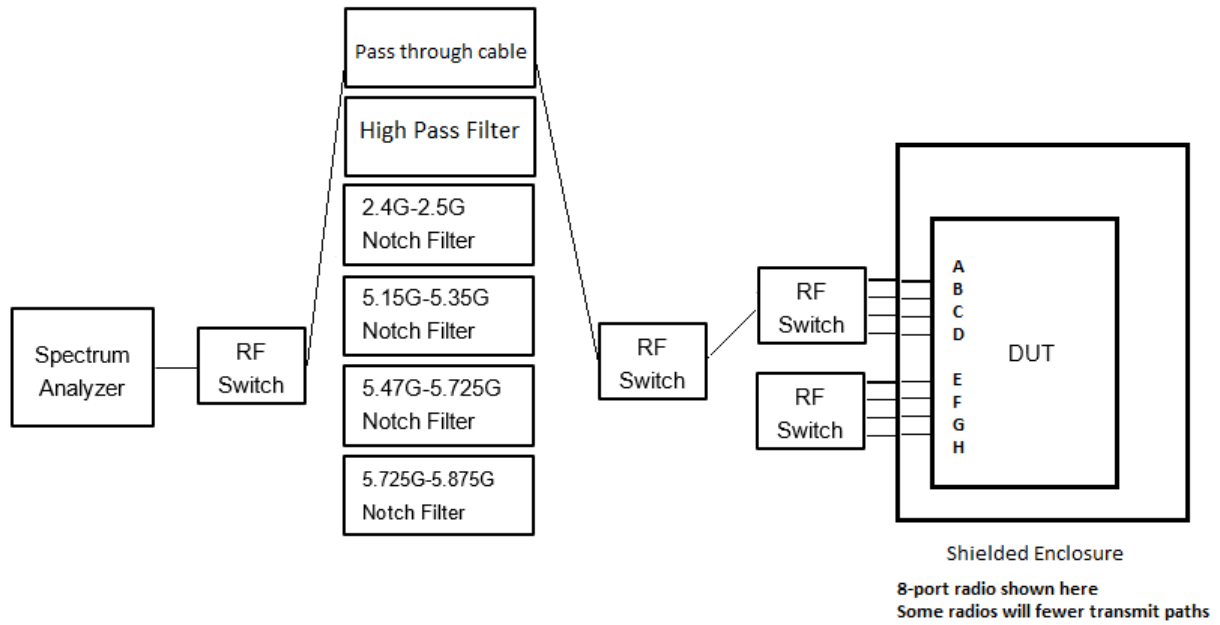 Pass through cable
High Pass Filter
2.4G-2.5G
Notch Filter
5.15G-5.35G
Notch Filter
5.47G-5.725G
Notch Filter
5.725G-5.875G
Notch Filter
Spectrum
Analyzer
RF
Switch
RF
Switch
RF
Switch
RF
Switch
A
B
C
D
E
F
G
H
DUT
Shielded Enclosure
8-port radio shown here
Some radios will fewer transmit paths